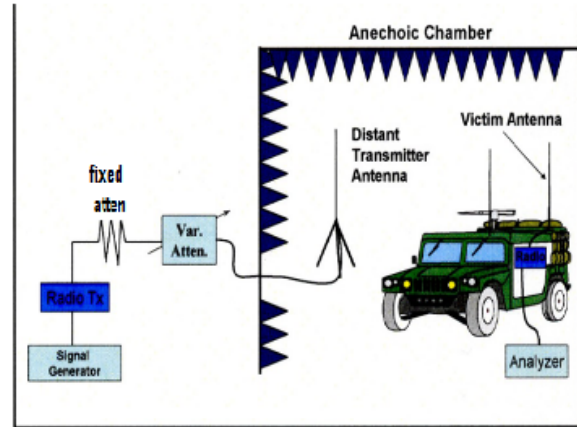 Anechoic Chamber
Victim Antenna
Distant
Transmitter
Antenna
fixed
atten
Var.
Atten.
Radio
Radio Tx
Signal
Generator
Analyzer